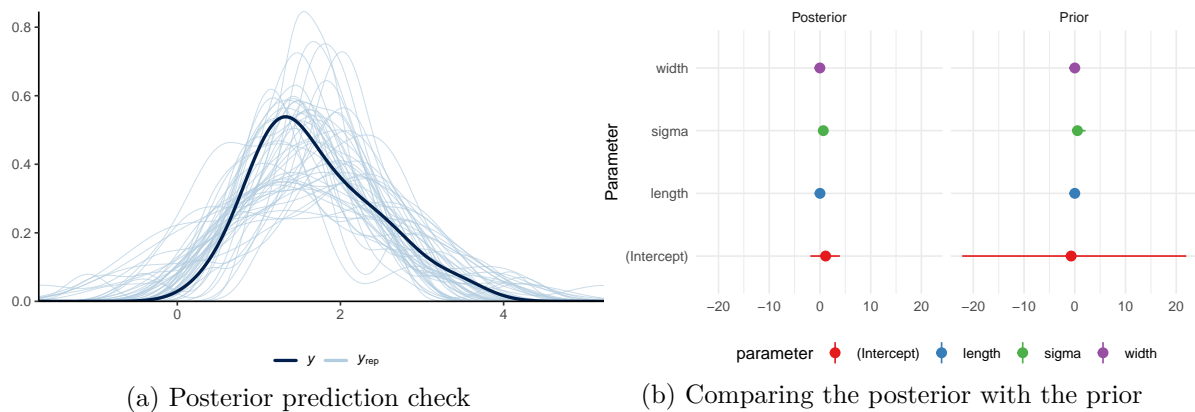 0.8
0.6
0.4
0.2
0.0
0 2 4
y yrep
(a) Posterior prediction check
Posterior Prior
Parameter
width
sigma
length
(Intercept)
−20 −10 0 10 20 −20 −10 0 10 20
parameter (Intercept) length sigma width
(b) Comparing the posterior with the prior